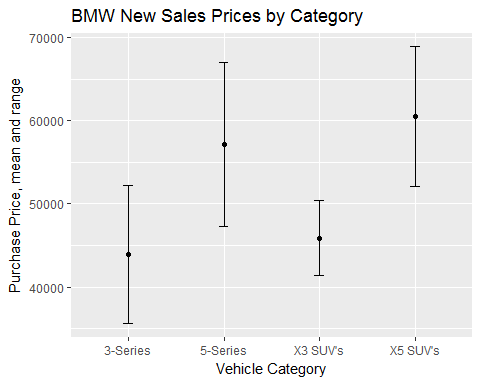 BMW New Sales Prices by Category
Purchase Price, mean and range
70000
60000
50000
40000
3-Series
5-Series
X3 SUV's
X5 SUV's
Vehicle Category